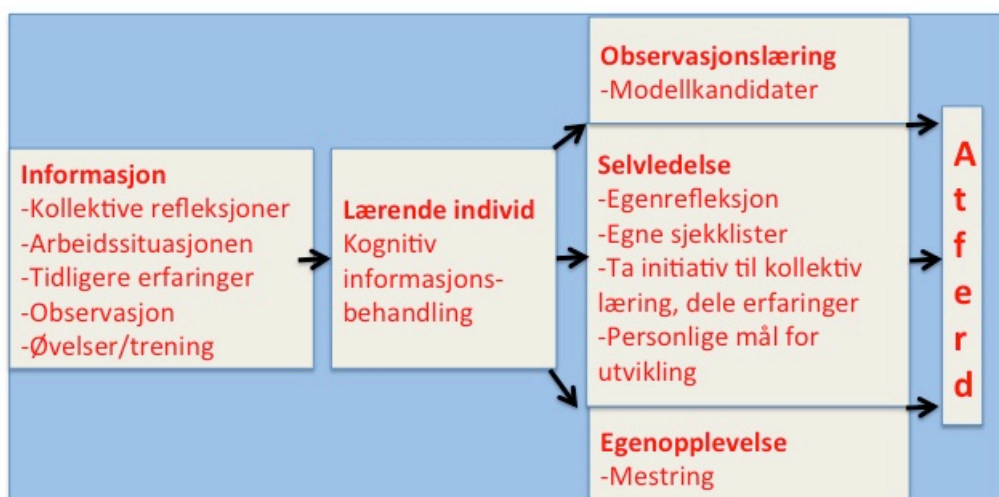 Informasjon
-Kollektive refleksjoner
-Arbeidssituasjonen
-Tidligere erfaringer
-Observasjon
-Øvelser/trening
Lærende individ
Kognitiv
informasjons-
behandling
Observasjonslæring
-Modellkandidater
Selvledelse
-Egenrefleksjon
-Egne sjekklister
-Ta initiativ til kollektiv
læring, dele erfaringer
-Personlige mål for
utvikling
Egenopplevelse
-Mestring
Atferd